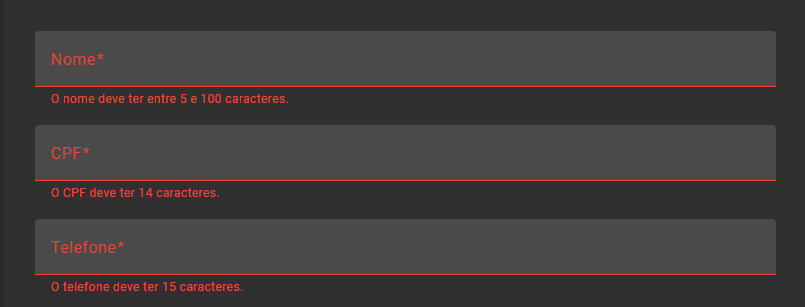 Nome*
O nome deve ter entre 5 e 100 caracteres.
CPF*
O CPF deve ter 14 caracteres.
Telefone*
O telefone deve ter 15 caracteres.